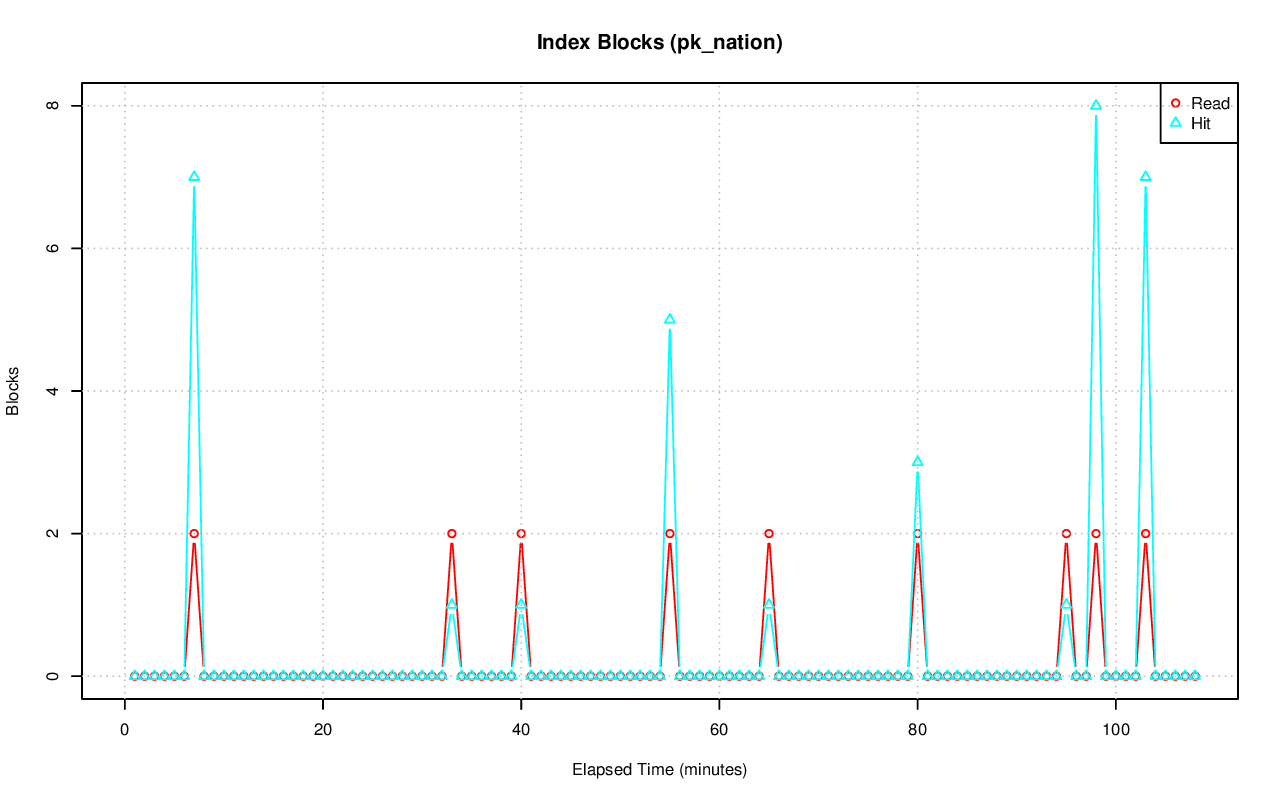 Index Blocks (pk_nation)
Read
Hit
8
6
4
2
0
Blocks
0 20 40 60 80 100
Elapsed Time (minutes)